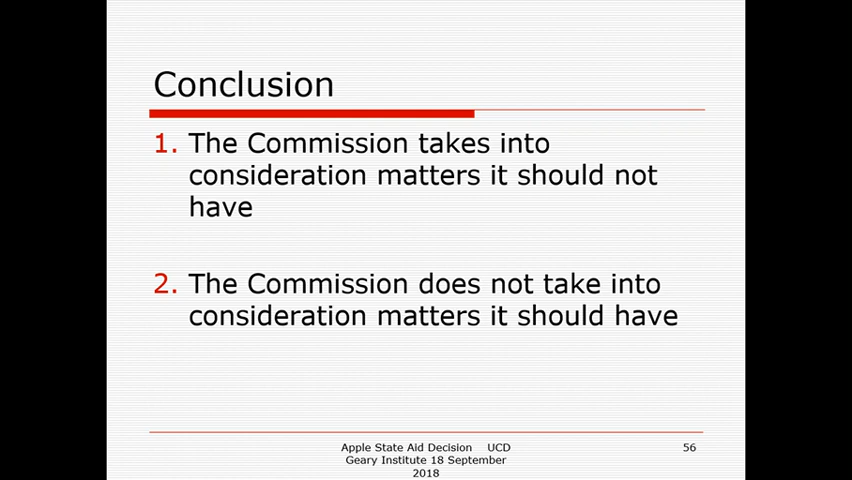 Conclusion
1. The Commission takes into
consideration matters it should not
have
2. The Commission does not take into
consideration matters it should have
Apple State Aid Decision UCD
Geary Institute 18 September
2018
56